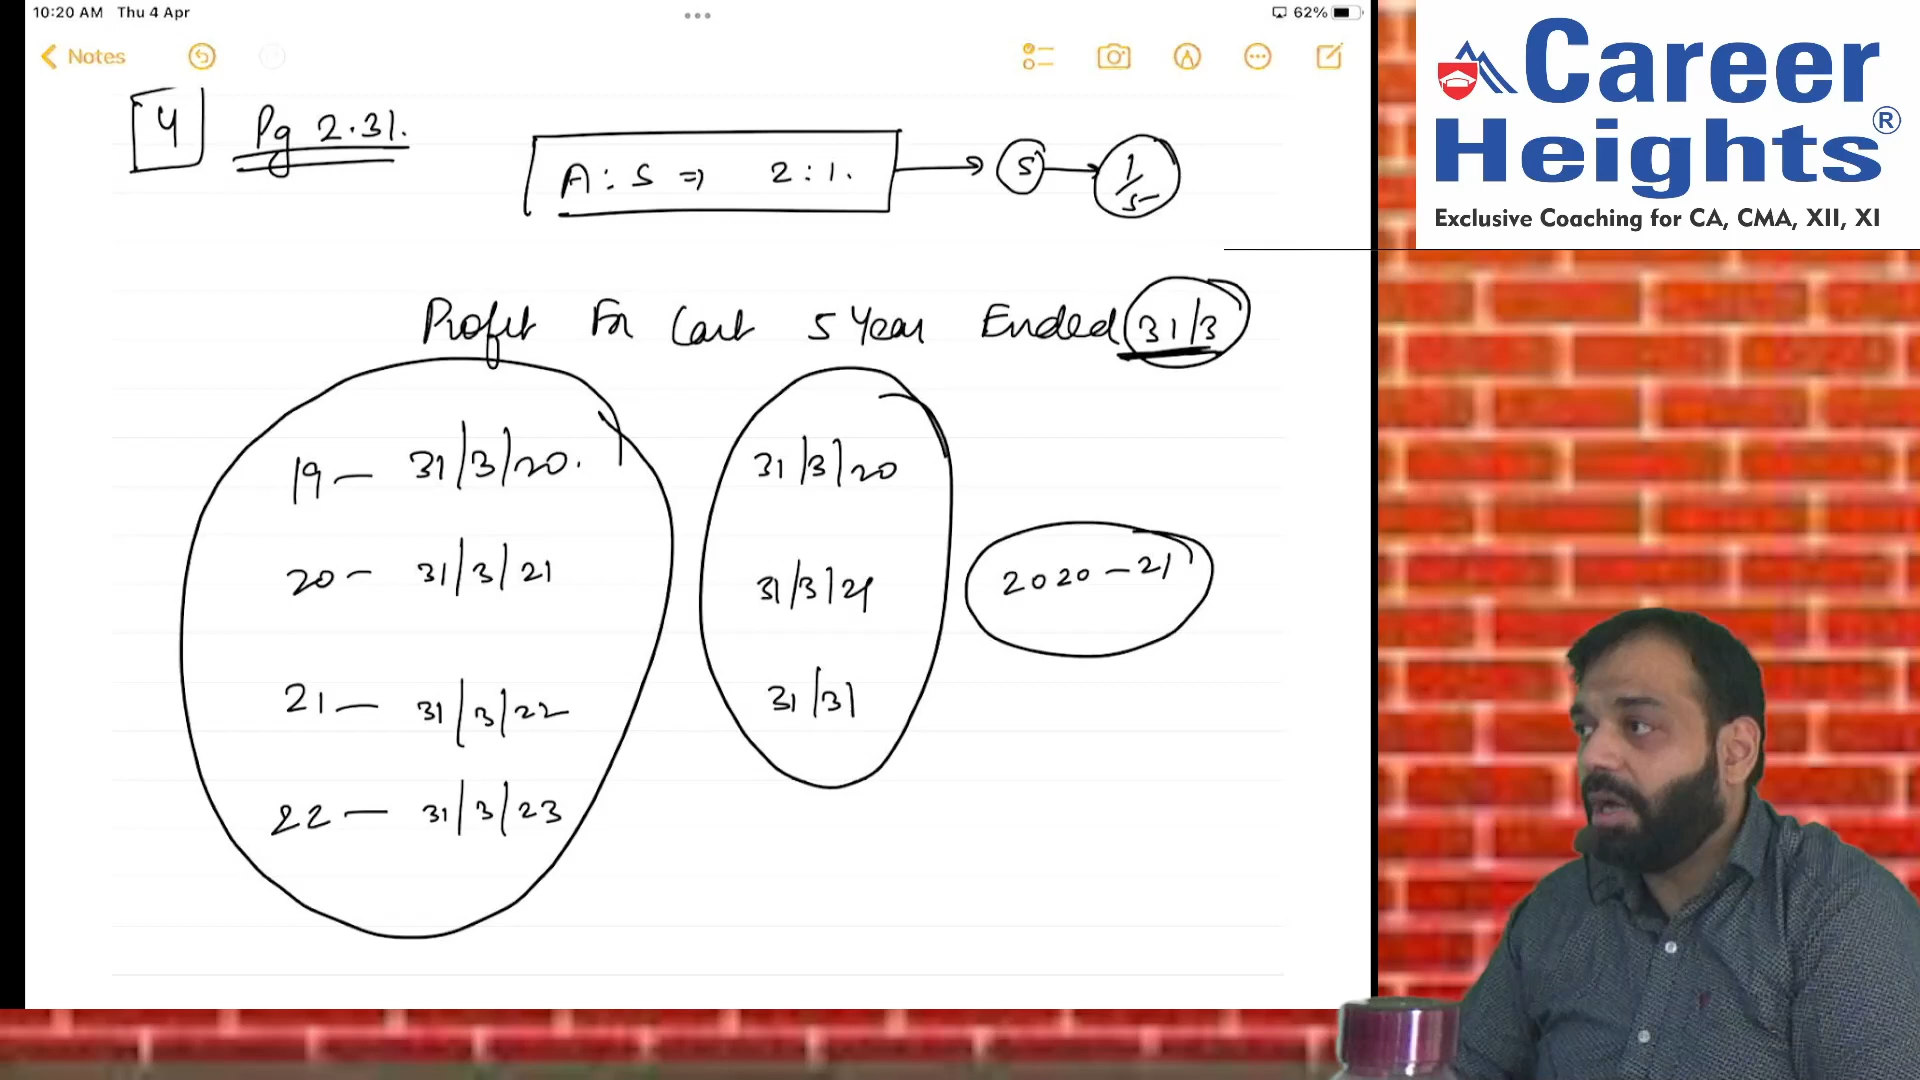 10:20 AM Thu 4 Apr
62%
Notes
4 Pg 2.31.
A : S ⇒ 2 : 1. S 1/5
Career
Heights®
Exclusive Coaching for CA, CMA, XII, XI
Profit For Last 5 Year Ended 31/3
19 — 31/3/20. 31/3/20
20 — 31/3/21 31/3/21 2020 — 21
21 — 31/3/22 31/3/
22 — 31/3/23